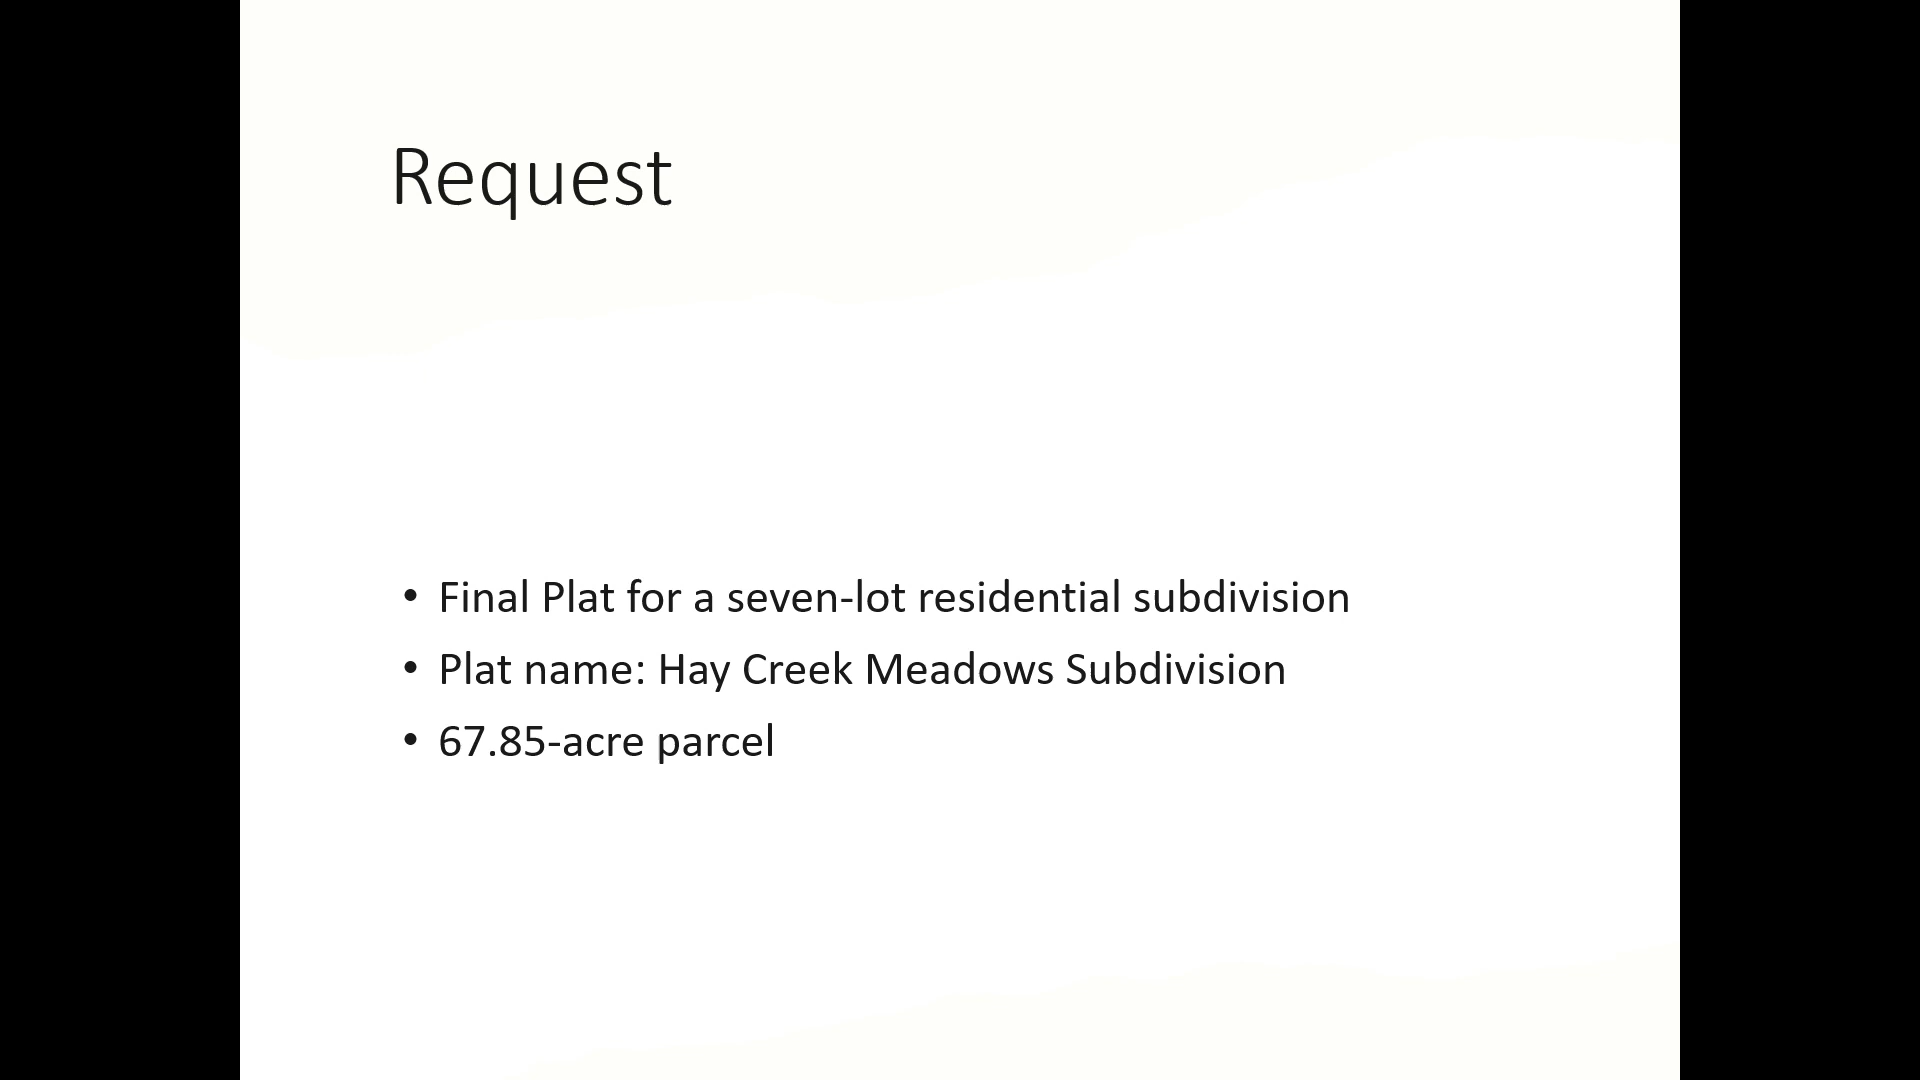 Request
• Final Plat for a seven-lot residential subdivision
• Plat name: Hay Creek Meadows Subdivision
• 67.85-acre parcel